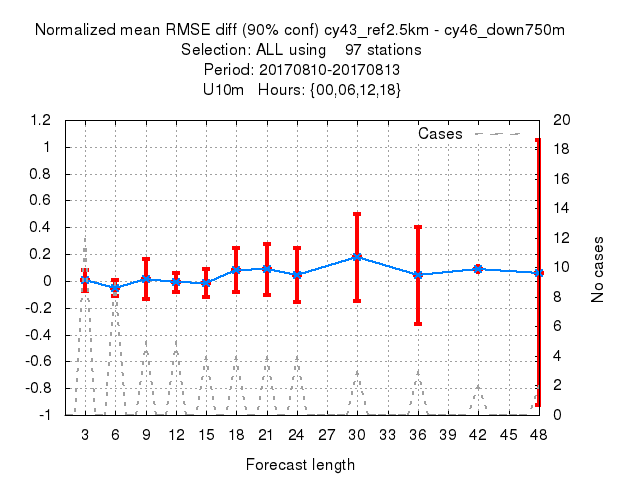 Normalized mean RMSE diff (90% conf) cy43_ref2.5km - cy46_down750m
Selection: ALL using 97 stations
Period: 20170810-20170813
U10m Hours: {00,06,12,18}
Cases
1.2
1
0.8
0.6
0.4
0.2
0
-0.2
-0.4
-0.6
-0.8
-1
20
18
16
14
12
10
8
6
4
2
0
No cases
3 6 9 12 15 18 21 24 27 30 33 36 39 42 45 48
Forecast length